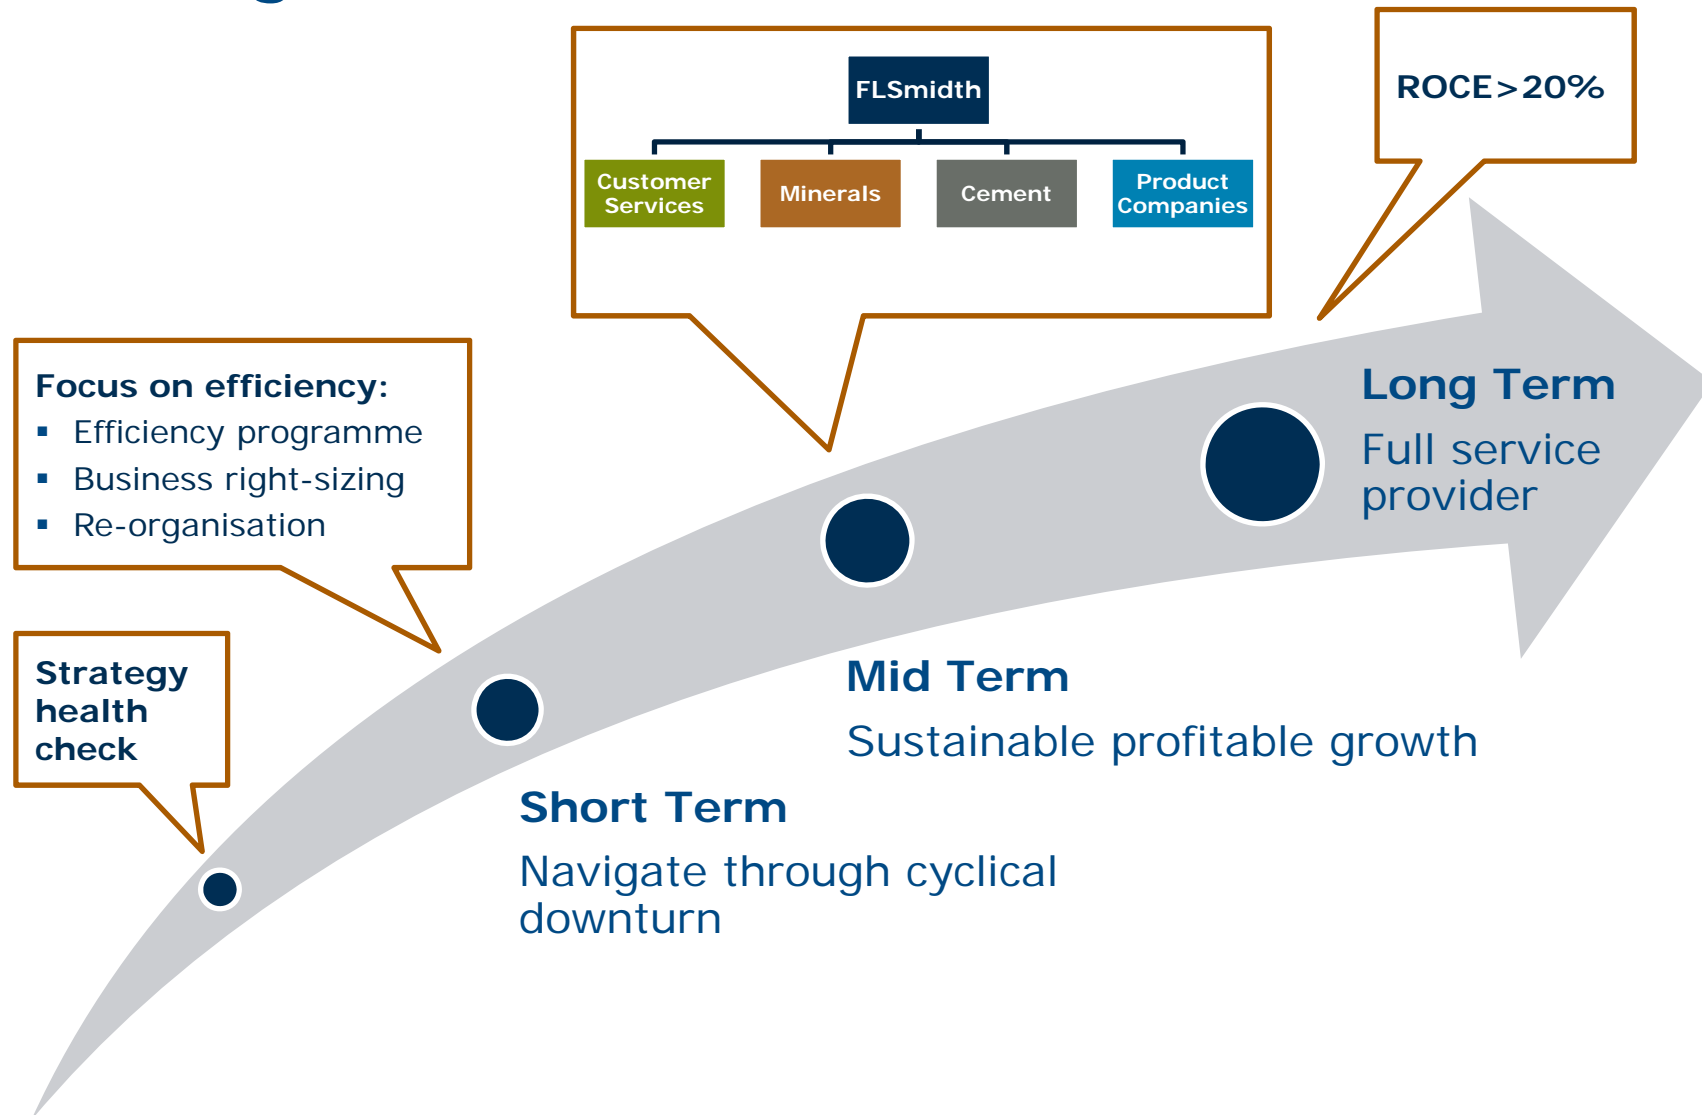 FLSmidth
Customer
Services
Minerals
Cement
Product
Companies
ROCE>20%
Focus on efficiency:
▪ Efficiency programme
▪ Business right-sizing
▪ Re-organisation
Strategy
health
check
Long Term
Full service
provider
Mid Term
Sustainable profitable growth
Short Term
Navigate through cyclical
downturn